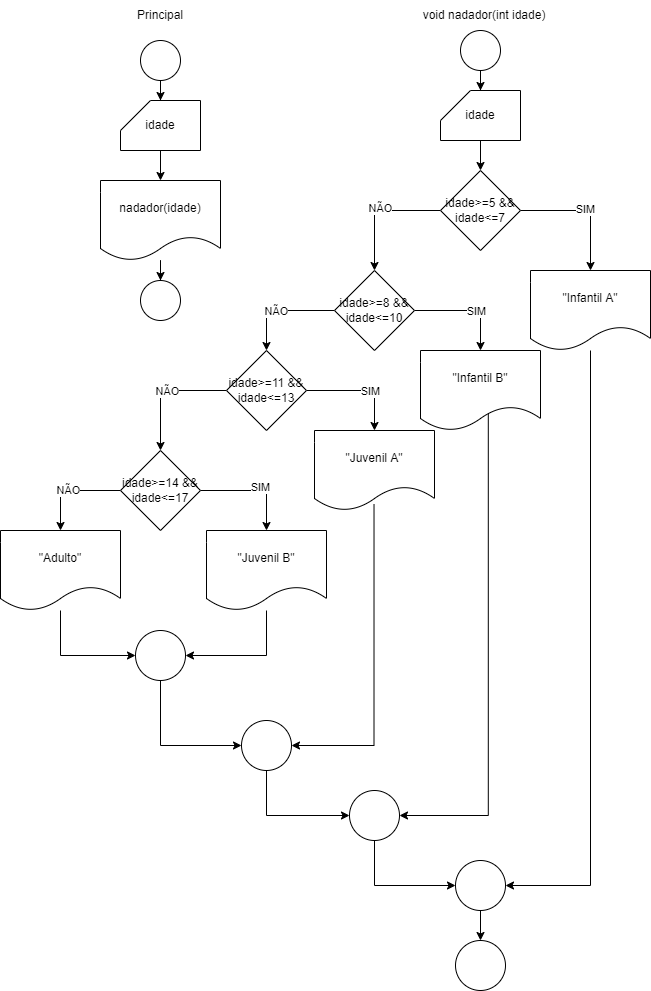 Principal
void nadador(int idade)
idade
idade
nadador(idade)
NÃO
idade>=5 &&
idade<=7
SIM
"Infantil A"
NÃO
idade>=8 &&
idade<=10
SIM
"Infantil B"
NÃO
idade>=11 &&
idade<=13
SIM
"Juvenil A"
NÃO
idade>=14 &&
idade<=17
SIM
"Adulto"
"Juvenil B"